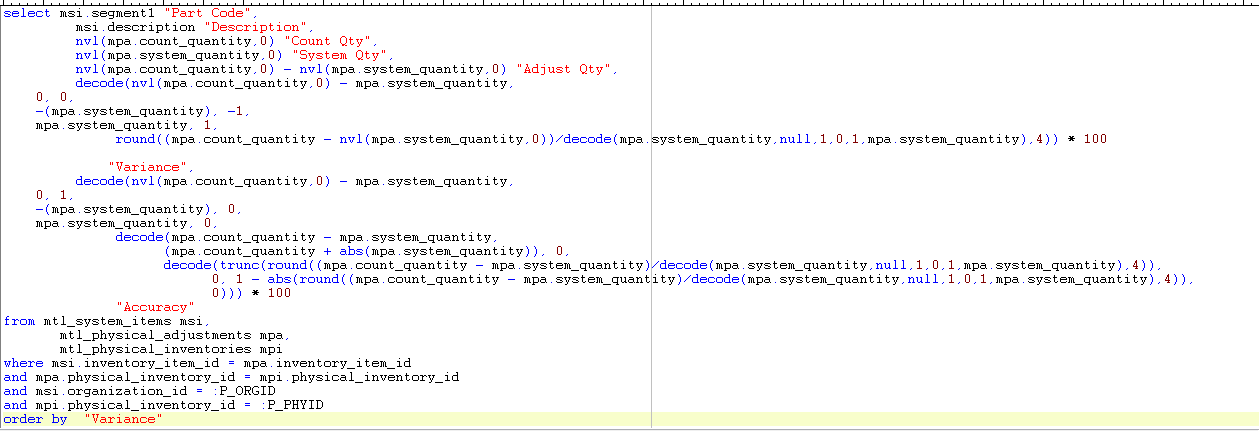 select msi.segment1 "Part Code",
msi.description "Description",
nvl(mpa.count_quantity,0) "Count Qty",
nvl(mpa.system_quantity,0) "System Qty",
nvl(mpa.count_quantity,0) - nvl(mpa.system_quantity,0) "Adjust Qty",
decode(nvl(mpa.count_quantity,0) - mpa.system_quantity,
0, 0,
-(mpa.system_quantity), -1,
mpa.system_quantity, 1,
round((mpa.count_quantity - nvl(mpa.system_quantity,0))/decode(mpa.system_quantity,null,1,0,1,mpa.system_quantity),4)) * 100
"Variance",
decode(nvl(mpa.count_quantity,0) - mpa.system_quantity,
0, 1,
-(mpa.system_quantity), 0,
mpa.system_quantity, 0,
decode(mpa.count_quantity - mpa.system_quantity,
(mpa.count_quantity + abs(mpa.system_quantity)), 0,
decode(trunc(round((mpa.count_quantity - mpa.system_quantity)/decode(mpa.system_quantity,null,1,0,1,mpa.system_quantity),4)),
0, 1 - abs(round((mpa.count_quantity - mpa.system_quantity)/decode(mpa.system_quantity,null,1,0,1,mpa.system_quantity),4)),
0))) * 100
"Accuracy"
from mtl_system_items msi,
mtl_physical_adjustments mpa,
mtl_physical_inventories mpi
where msi.inventory_item_id = mpa.inventory_item_id
and mpa.physical_inventory_id = mpi.physical_inventory_id
and msi.organization_id = :P_ORGID
and mpi.physical_inventory_id = :P_PHYID
order by "Variance"